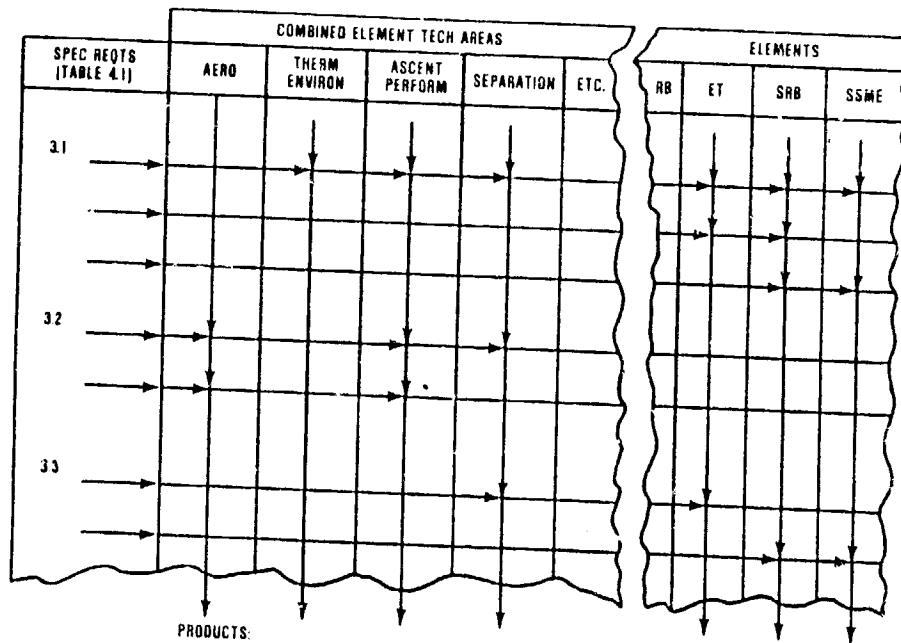 COMBINED ELEMENT TECH AREAS
ELEMENTS
SPEC REQTS
(TABLE 4.1)
AERO
THERM
ENVIRON
ASCENT
PERFORM
SEPARATION
ETC.
RB
ET
SRB
SSME
3.1
3.2
3.3
PRODUCTS: